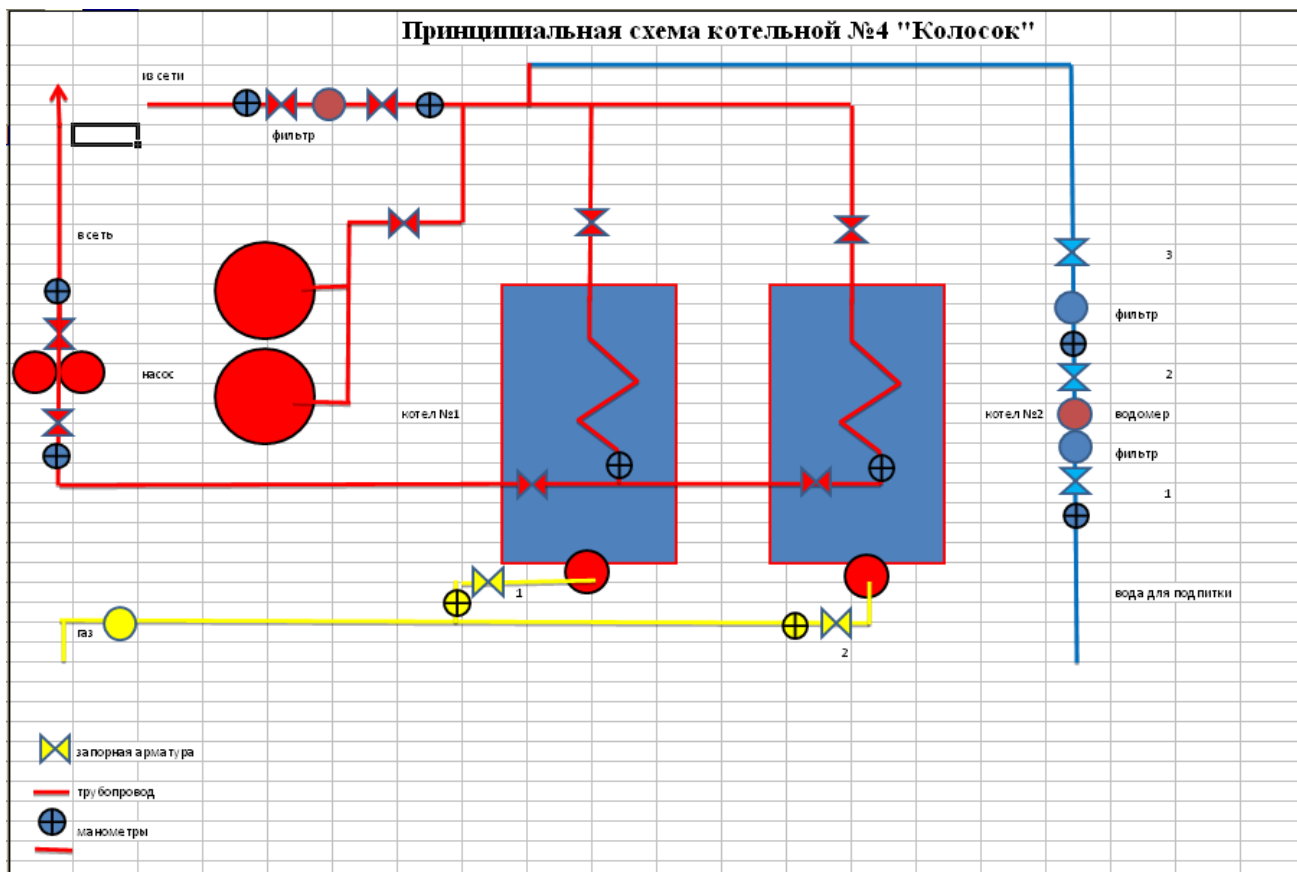 Принципиальная схема котельной №4 "Колосок"
из сети
фильтр
в сеть
3
фильтр
насос
2
котел №1
котел №2
водомер
фильтр
1
1
вода для подпитки
газ
2
запорная арматура
трубопровод
манометры